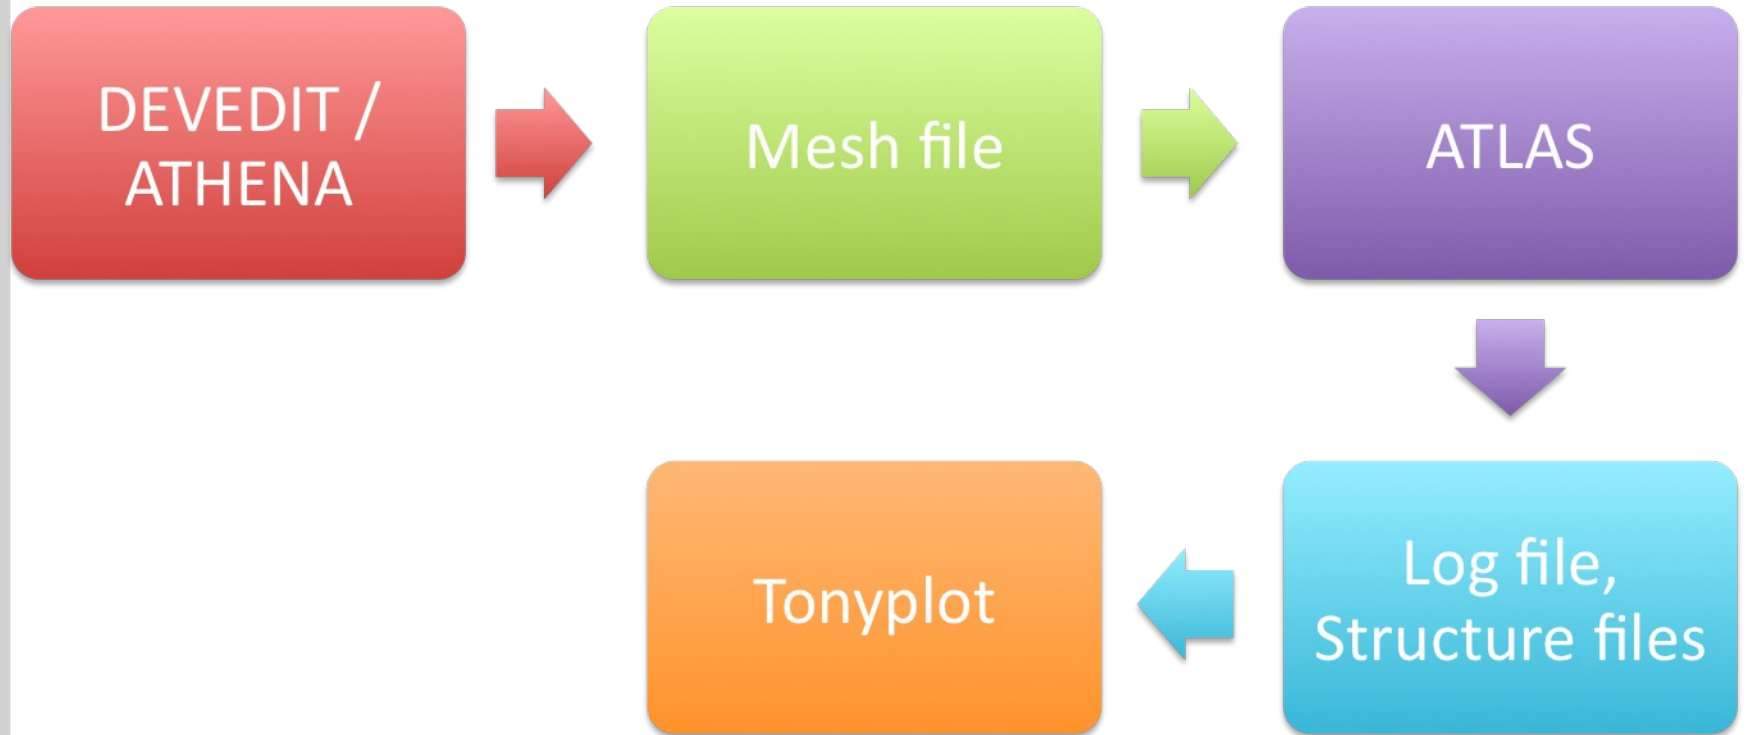 DEVEDIT /
ATHENA
Mesh file
ATLAS
Log file,
Structure files
Tonyplot